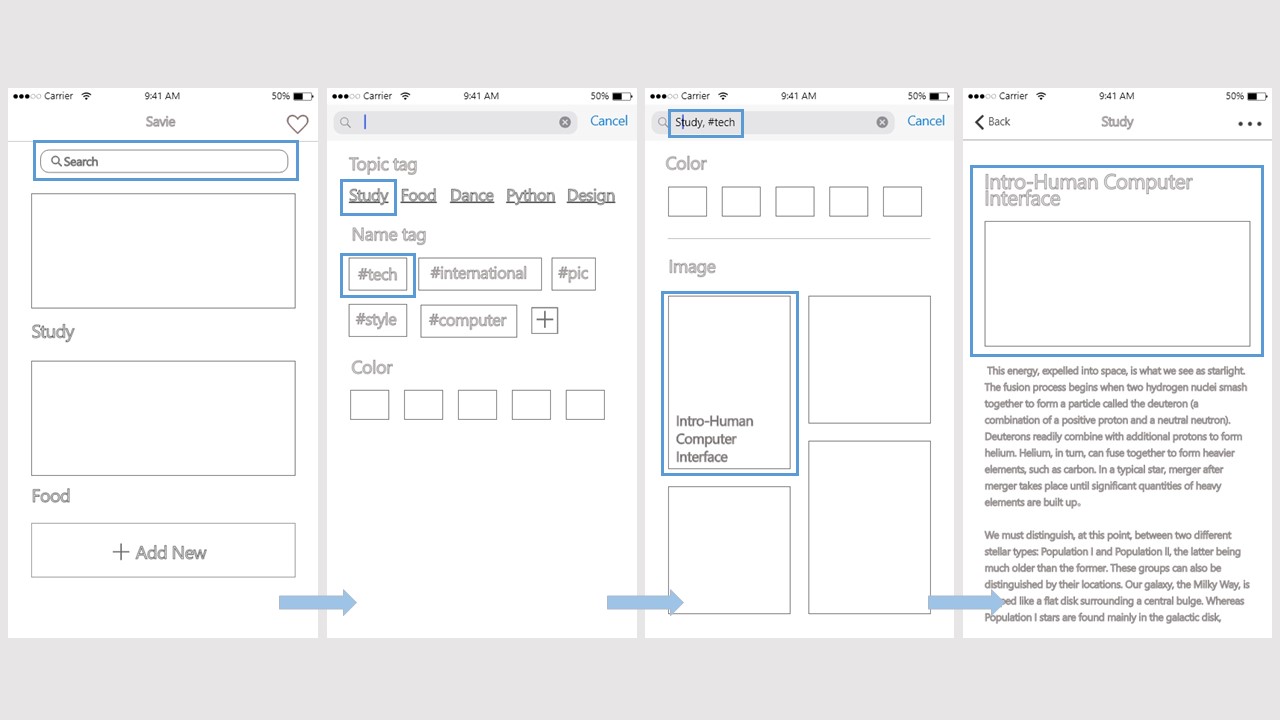 Carrier 9:41 AM 50%
Savie
Search
Study
Food
+ Add New
Carrier 9:41 AM 50%
Cancel
Topic tag
Study Food Dance Python Design
Name tag
#tech #international #pic
#style #computer +
Color
Carrier 9:41 AM 50%
Study, #tech Cancel
Color
Image
Intro-Human
Computer
Interface
Carrier 9:41 AM 50%
Back Study
Intro-Human Computer
Interface
This energy, expelled into space, is what we see as starlight.
The fusion process begins when two hydrogen nuclei smash
together to form a particle called the deuteron (a
combination of a positive proton and a neutral neutron).
Deuterons readily combine with additional protons to form
helium. Helium, in turn, can fuse together to form heavier
elements, such as carbon. In a typical star, merger after
merger takes place until significant quantities of heavy
elements are built up。
We must distinguish, at this point, between two different
stellar types: Population I and Population ll, the latter being
much older than the former. These groups can also be
distinguished by their locations. Our galaxy, the Milky Way, is
ped like a flat disk surrounding a central bulge. Whereas
Population I stars are found mainly in the galactic disk,